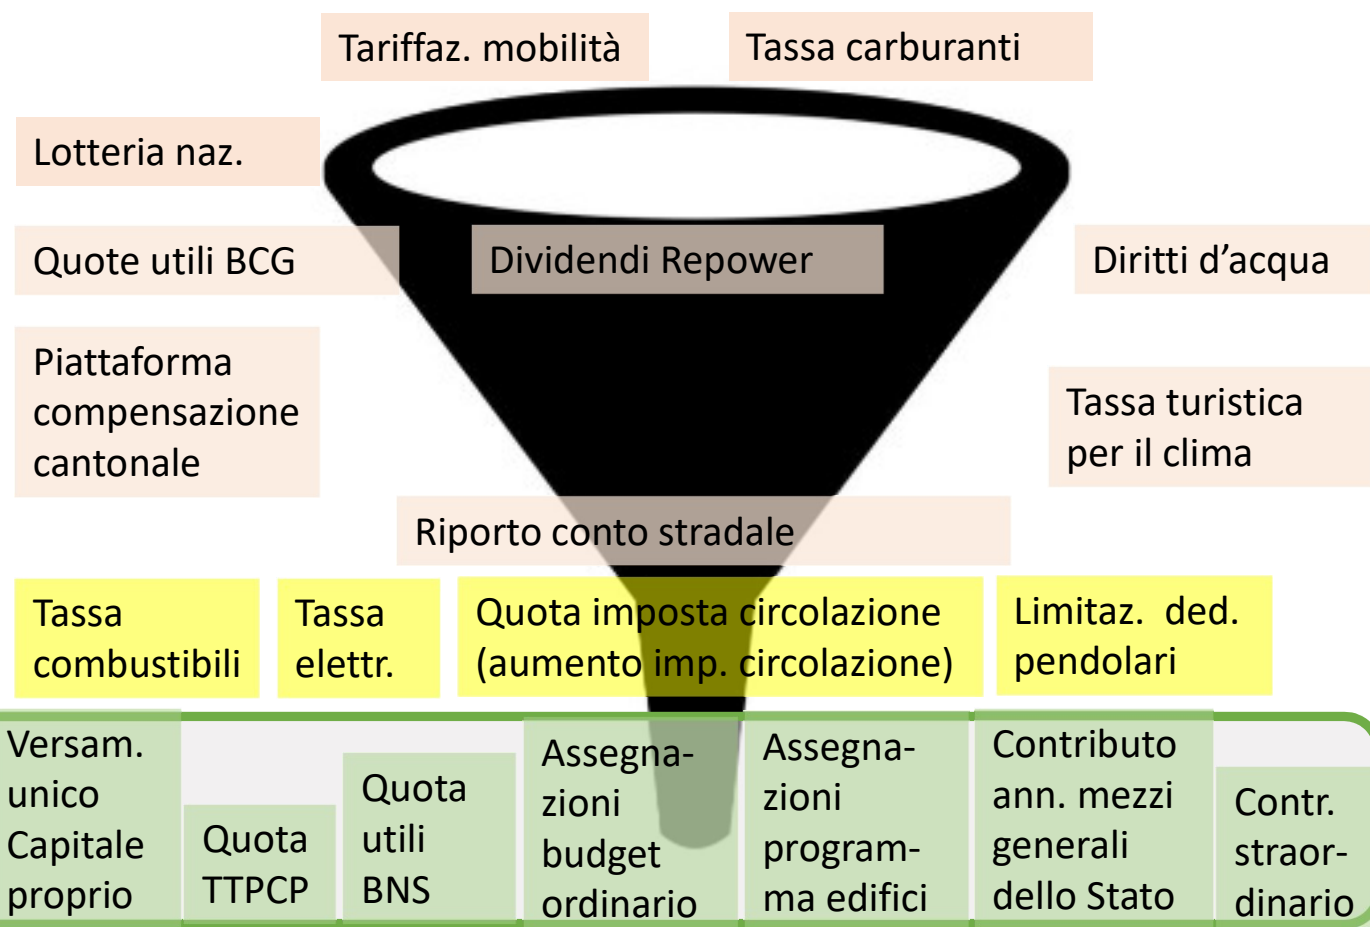 Tariffaz. mobilità
Tassa carburanti
Lotteria naz.
Quote utili BCG
Dividendi Repower
Diritti d’acqua
Piattaforma
compensazione
cantonale
Tassa turistica
per il clima
Riporto conto stradale
Tassa
combustibili
Tassa
elettr.
Quota imposta circolazione
(aumento imp. circolazione)
Limitaz. ded.
pendolari
Versam.
unico
Capitale
proprio
Quota
TTPCP
Quota
utili
BNS
Assegna-
zioni
budget
ordinario
Assegna-
zioni
program-
ma edifici
Contributo
ann. mezzi
generali
dello Stato
Contr.
straor-
dinario